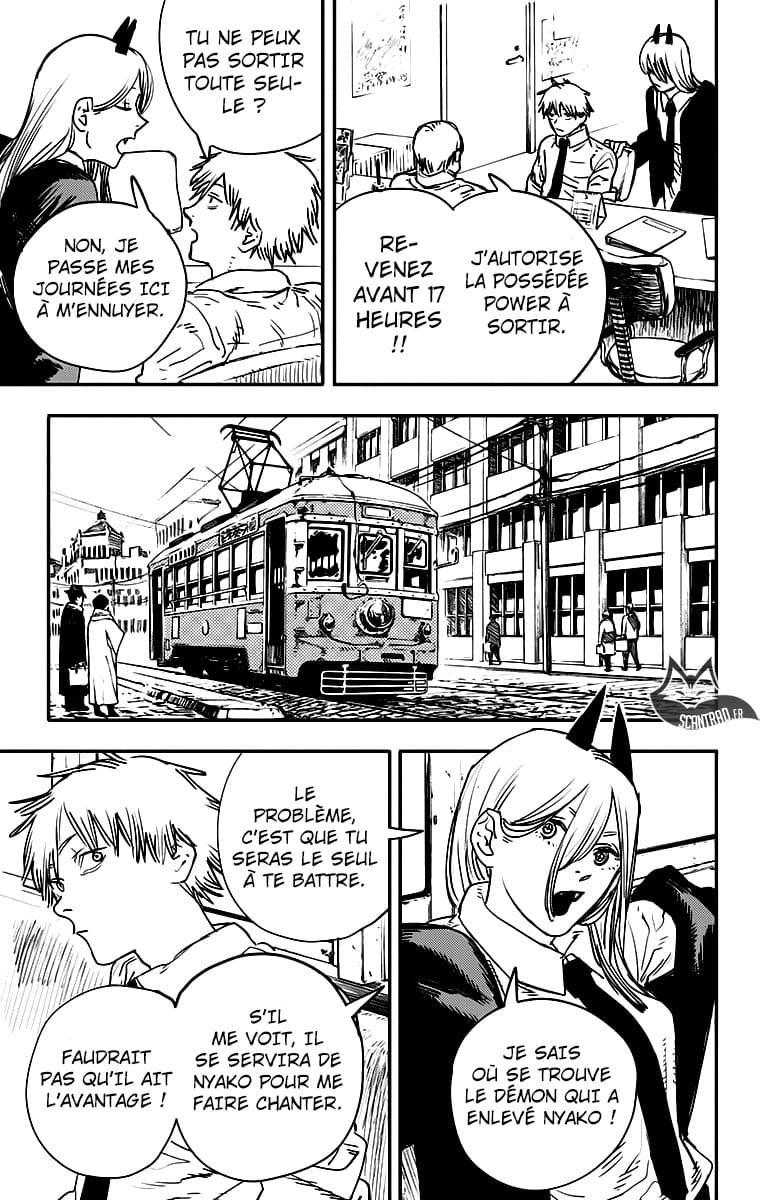 J'AUTORISE
LA POSSÉDÉE
POWER À
SORTIR.
RE-
VENEZ
AVANT 17
HEURES
!!
TU NE PEUX
PAS SORTIR
TOUTE SEU-
LE ?
NON, JE
PASSE MES
JOURNÉES ICI
À M'ENNUYER.
SCANTRAD.FR
JE SAIS
OÙ SE TROUVE
LE DÉMON QUI A
ENLEVÉ NYAKO !
LE
PROBLÈME,
C'EST QUE TU
SERAS LE SEUL
À TE BATTRE.
S'IL
ME VOIT, IL
SE SERVIRA DE
NYAKO POUR ME
FAIRE CHANTER.
FAUDRAIT
PAS QU'IL AIT
L'AVANTAGE !